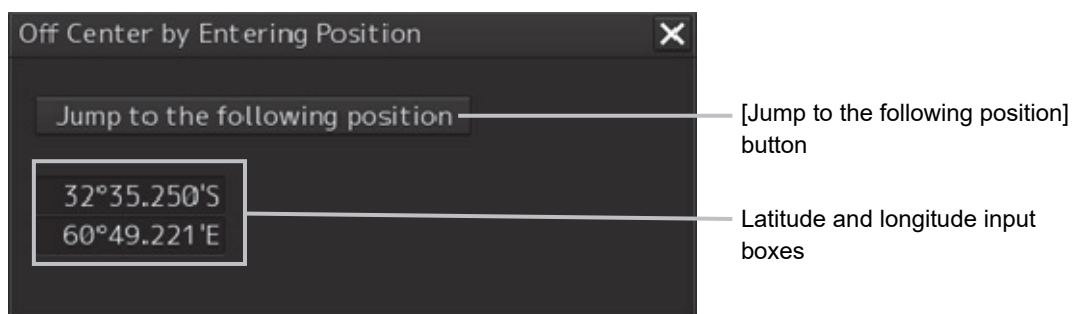 Off Center by Entering Position
Jump to the following position
[Jump to the following position]
button
32°35.250'S
60°49.221'E
Latitude and longitude input
boxes